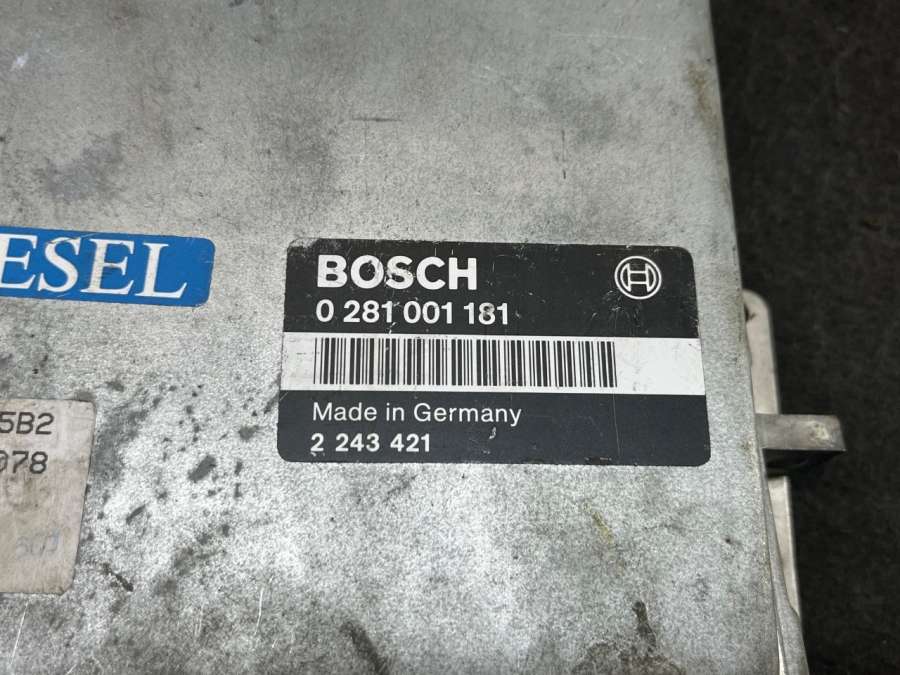 ESEL
BOSCH
0 281 001 181
Made in Germany
2 243 421
5B2
078